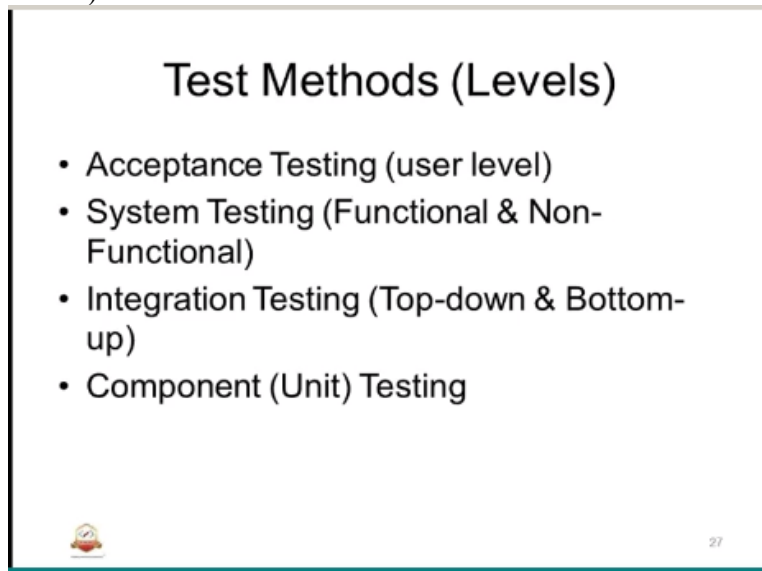 Test Methods (Levels)
• Acceptance Testing (user level)
• System Testing (Functional & Non-
Functional)
• Integration Testing (Top-down & Bottom-
up)
• Component (Unit) Testing
27